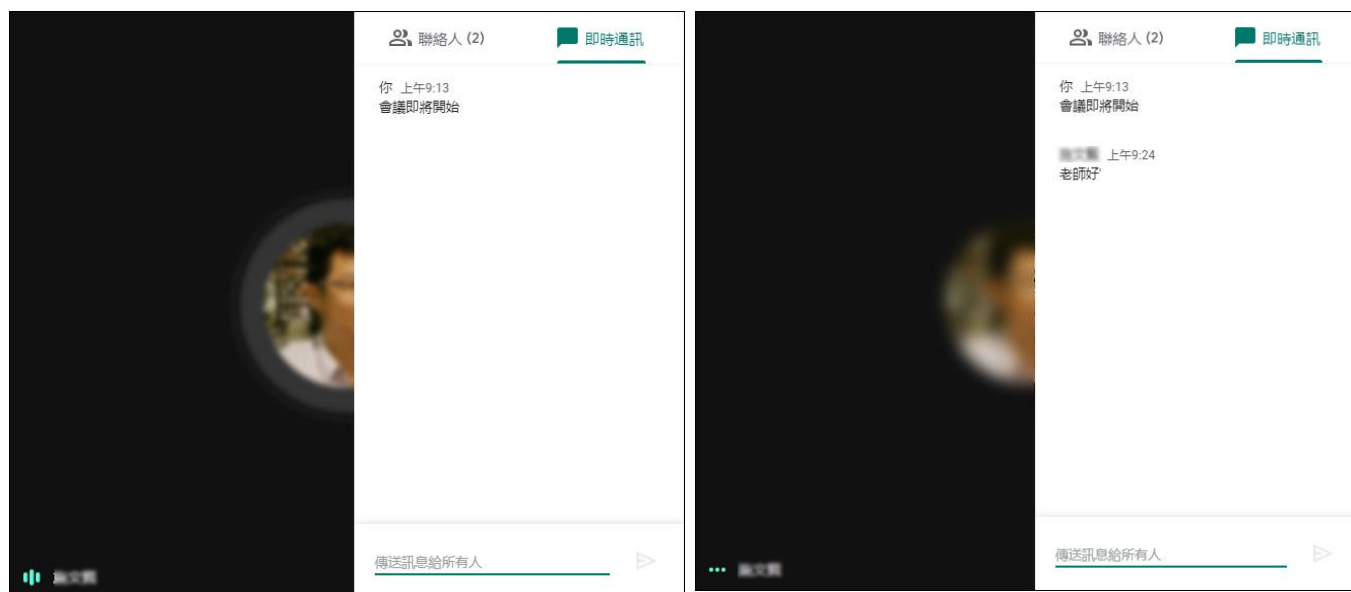 聯絡人 (2)
即時通訊
你 上午9:13
會議即將開始
傳送訊息給所有人
聯絡人 (2)
即時通訊
你 上午9:13
會議即將開始
上午9:24
老師好'
傳送訊息給所有人